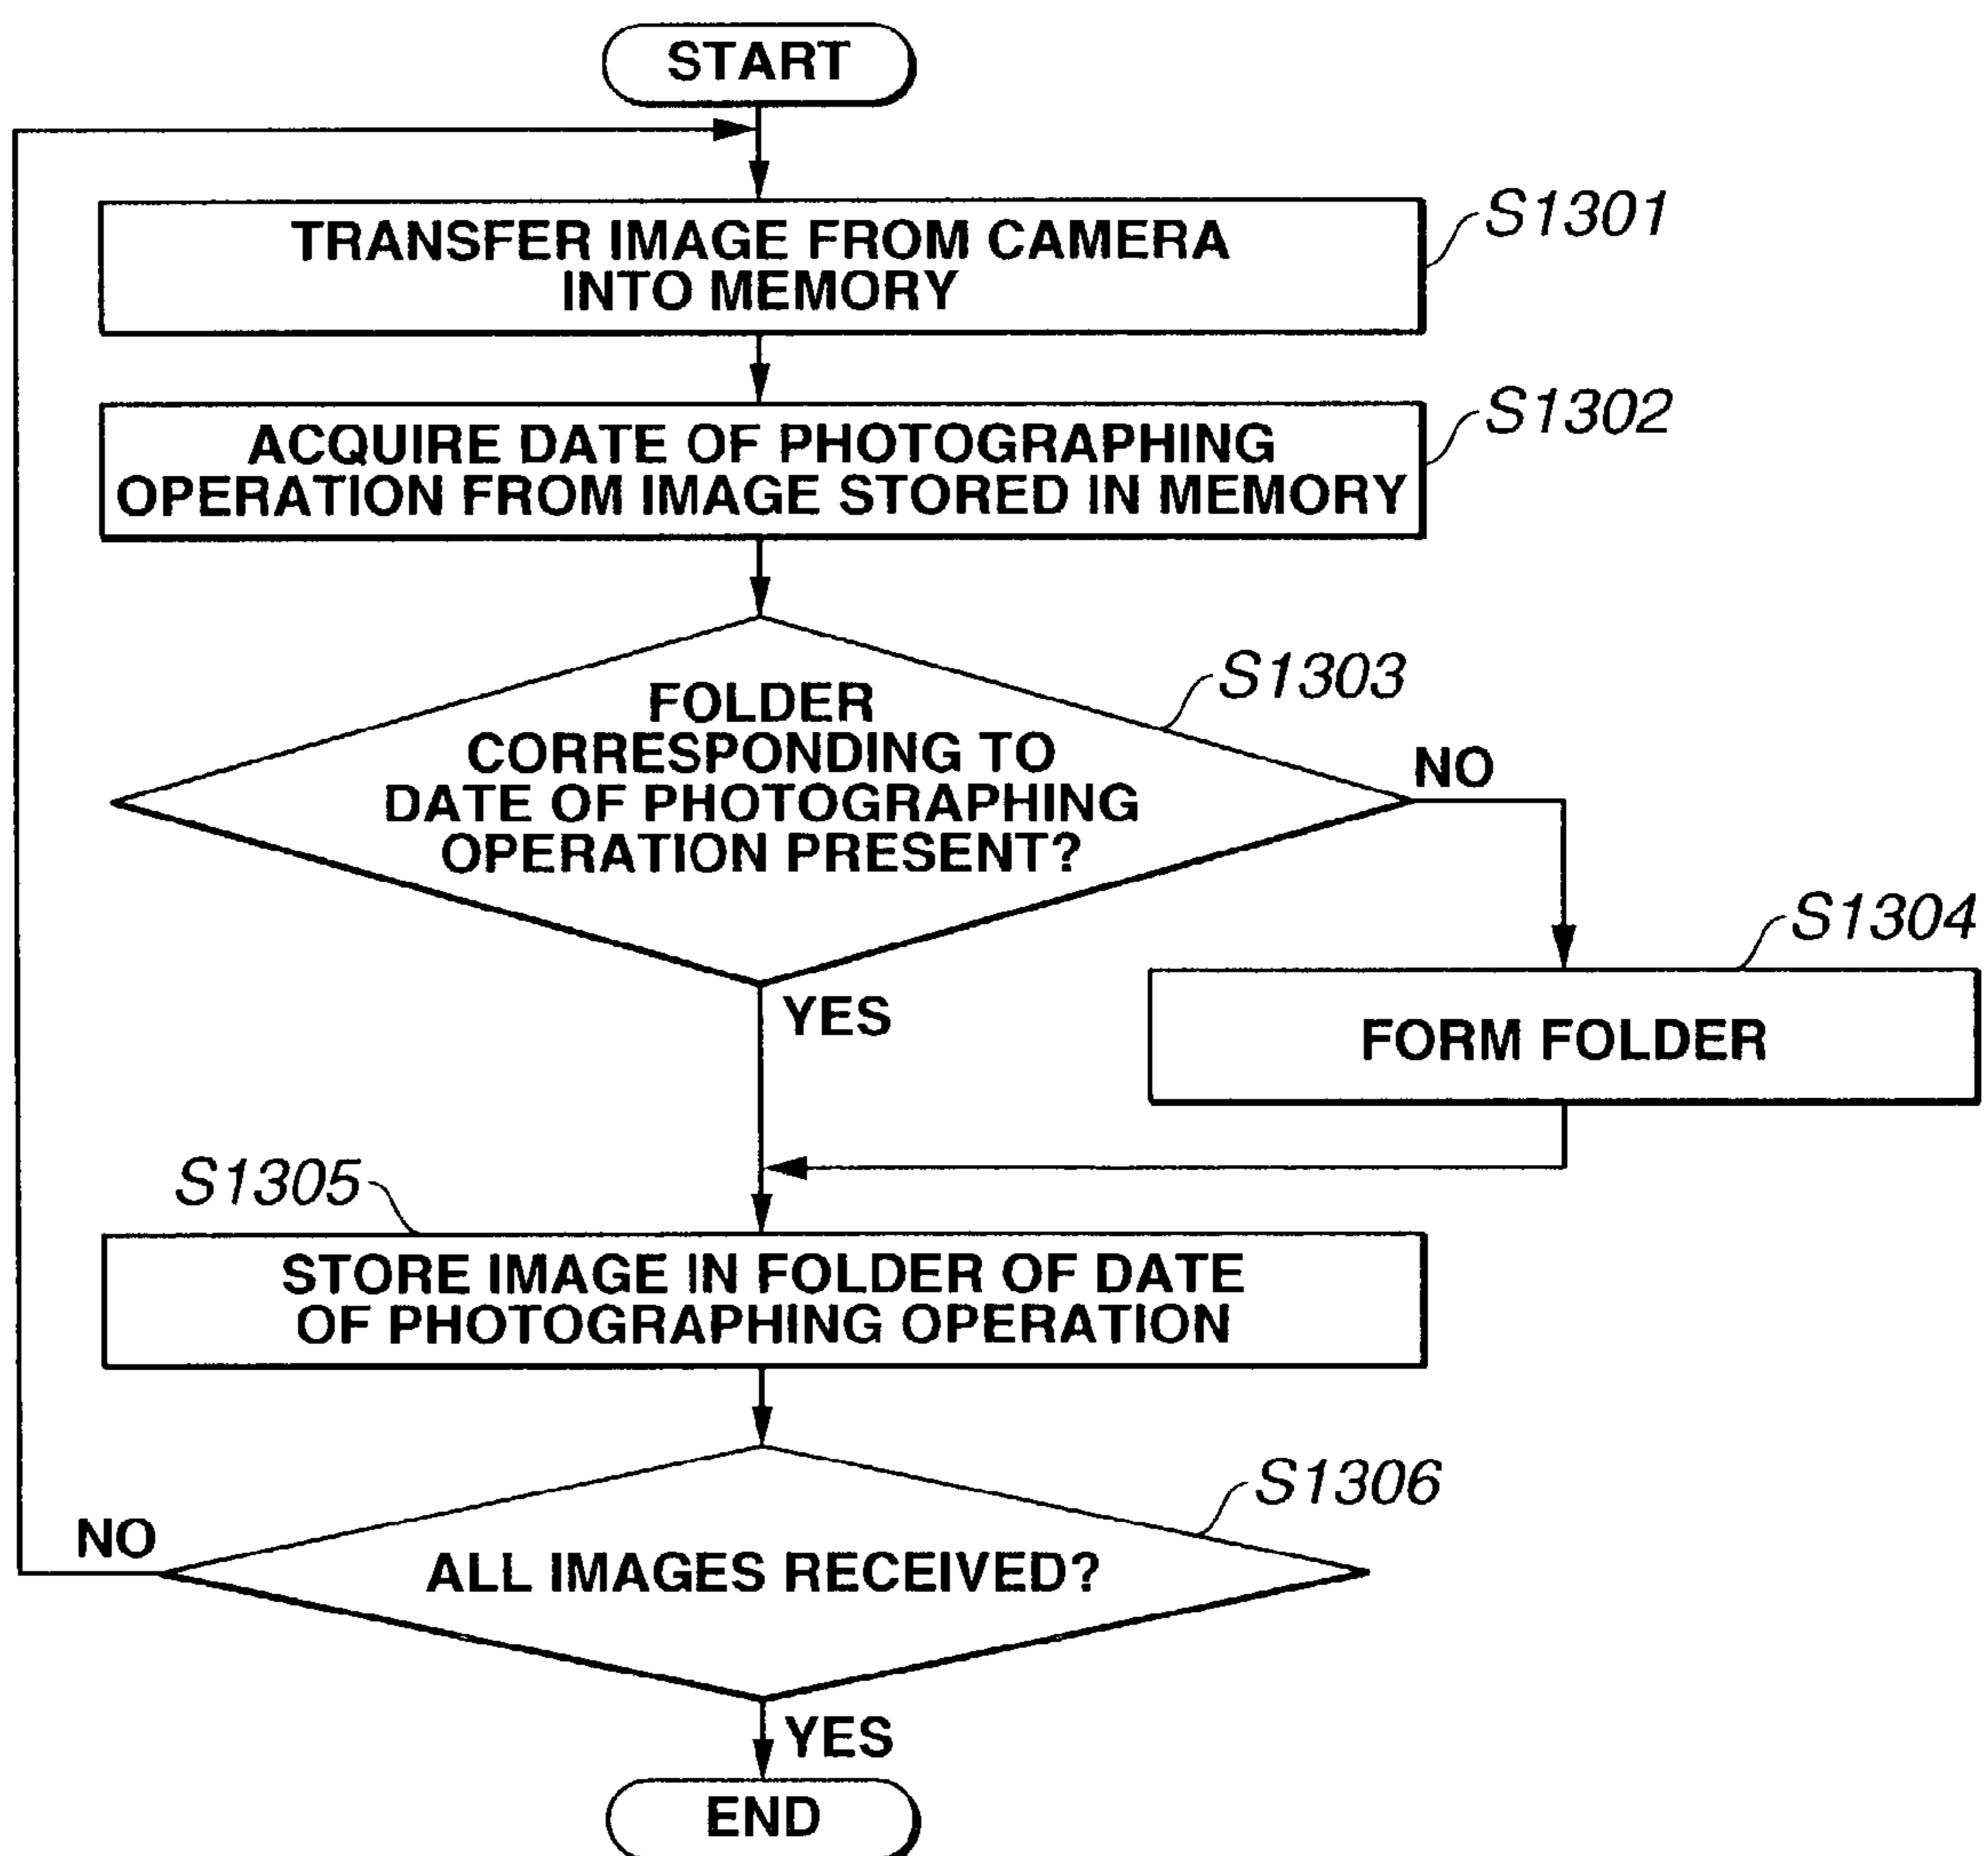 START
TRANSFER IMAGE FROM CAMERA
INTO MEMORY
S1301
ACQUIRE DATE OF PHOTOGRAPHING
OPERATION FROM IMAGE STORED IN MEMORY
S1302
FOLDER
CORRESPONDING TO
DATE OF PHOTOGRAPHING
OPERATION PRESENT?
S1303
NO
YES
S1304
FORM FOLDER
S1305
STORE IMAGE IN FOLDER OF DATE
OF PHOTOGRAPHING OPERATION
S1306
ALL IMAGES RECEIVED?
NO
YES
END